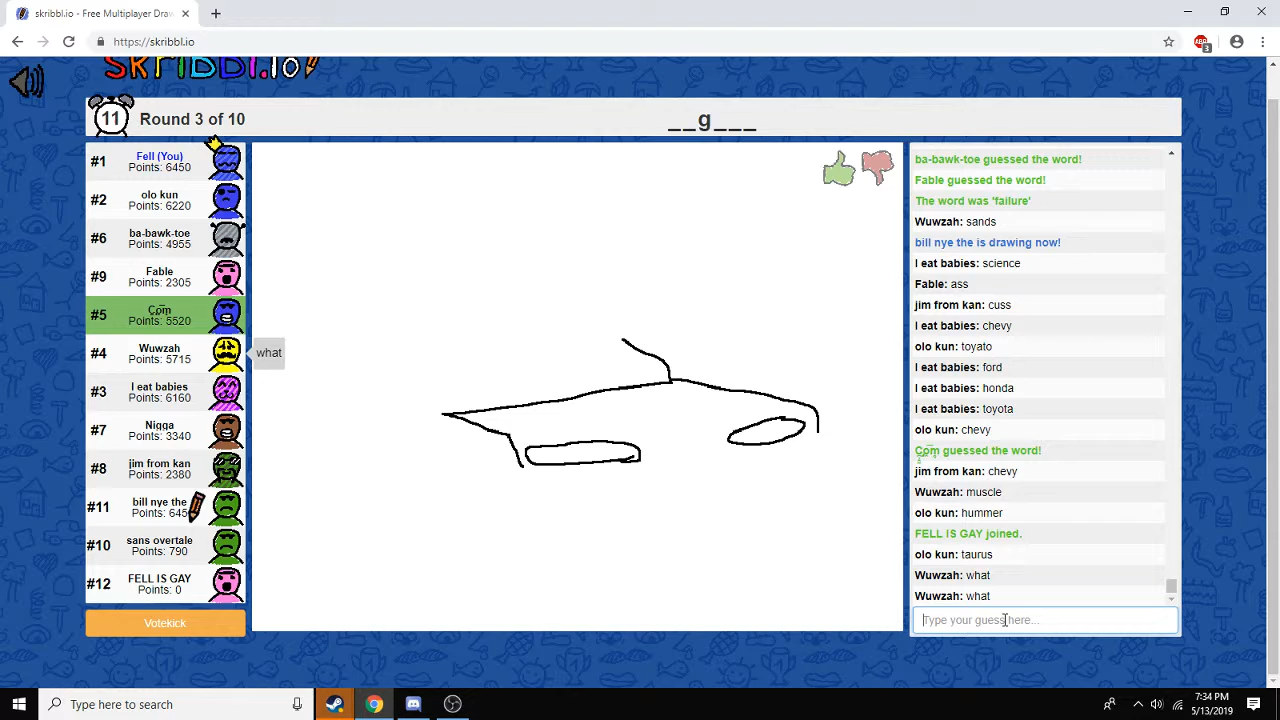 skribbl.io - Free Multiplayer Draw
https://skribbl.io
3
skribbl.io
11
Round 3 of 10
__g___
#1 Fell (You)
Points: 6450
#2 olo kun
Points: 6220
#6 ba-bawk-toe
Points: 4955
#9 Fable
Points: 2305
#5
Points: 5520
#4 Wuwzah
Points: 5715
what
#3 I eat babies
Points: 6160
#7 Nigga
Points: 3340
#8 jim from kan
Points: 2380
#11 bill nye the
Points: 645
#10 sans overtale
Points: 790
#12 FELL IS GAY
Points: 0
Votekick
ba-bawk-toe guessed the word!
Fable guessed the word!
The word was 'failure'
Wuwzah: sands
bill nye the is drawing now!
I eat babies: science
Fable: ass
jim from kan: cuss
I eat babies: chevy
olo kun: toyato
I eat babies: ford
I eat babies: honda
I eat babies: toyota
olo kun: chevy
guessed the word!
jim from kan: chevy
Wuwzah: muscle
olo kun: hummer
FELL IS GAY joined.
olo kun: taurus
Wuwzah: what
Wuwzah: what
Type your guess here...
Type here to search
7:34 PM
5/13/2019